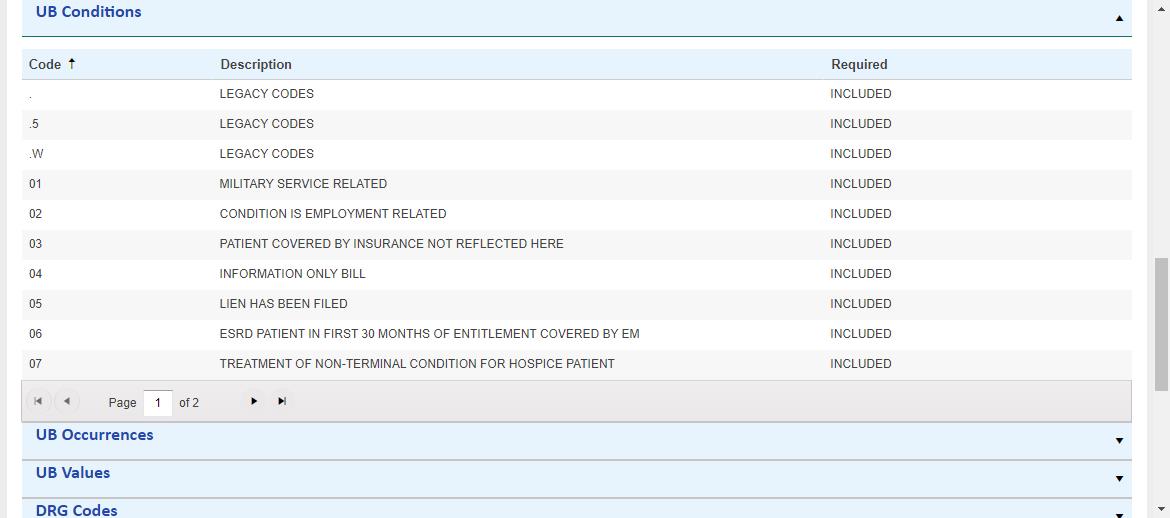 UB Conditions
Code Description Required
. LEGACY CODES INCLUDED
.5 LEGACY CODES INCLUDED
.W LEGACY CODES INCLUDED
01 MILITARY SERVICE RELATED INCLUDED
02 CONDITION IS EMPLOYMENT RELATED INCLUDED
03 PATIENT COVERED BY INSURANCE NOT REFLECTED HERE INCLUDED
04 INFORMATION ONLY BILL INCLUDED
05 LIEN HAS BEEN FILED INCLUDED
06 ESRD PATIENT IN FIRST 30 MONTHS OF ENTITLEMENT COVERED BY EM INCLUDED
07 TREATMENT OF NON-TERMINAL CONDITION FOR HOSPICE PATIENT INCLUDED
Page 1 of 2
UB Occurrences
UB Values
DRG Codes